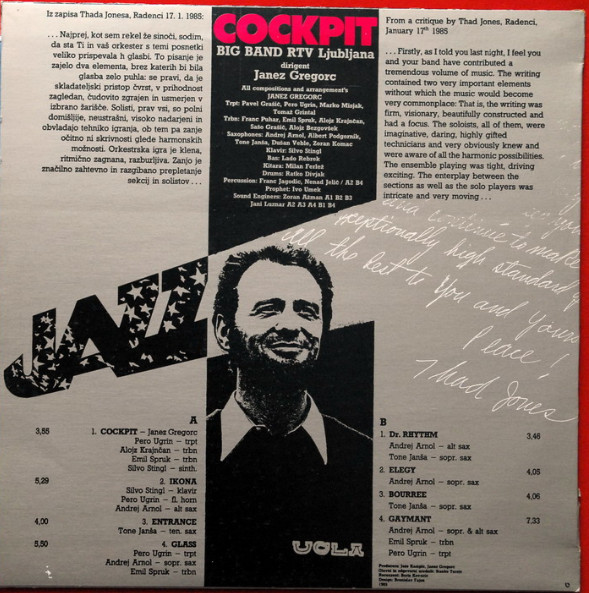 Iz zapisa Thada Jonesa, Radenci 17. 1. 1985:
. . . Najprej, kot sem rekel že sinoči, sodim,
da sta Ti in vaš orkester s temi posnetki
veliko prispevala h glasbi. To pisanje je
zajelo dva elementa, brez katerih bi bila
glasba zelo puhla: se pravi, da je
skladateljski pristop čvrst, v prihodnost
zagledan, čudovito zgrajen in usmerjen v
izbrano žarišče. Solisti, prav vsi, so polni
domišljije, neustrašni, visoko nadarjeni in
obvladajo tehniko igranja, ob tem pa zanje
očitno ni skrivnosti glede harmonskih
možnosti. Orkestrska igra je klena,
ritmično zagnana, razburljiva. Zanjo je
značilno zahtevno in razgibano prepletanje
sekcij in solistov . . .
COCKPIT
BIG BAND RTV Ljubljana
dirigent
Janez Gregorc
All compositions and arrangement's
JANEZ GREGORC
Trpt: Pavel Grašič, Pero Ugrin, Marko Misjak,
Tomaž Grintal
Trbn: Franc Puhar, Emil Spruk, Alojz Krajnčan,
Sašo Grašič, Alojz Bezgovšek
Saxophones: Andrej Arnol, Albert Podgornik,
Tone Janša, Dušan Veble, Zoran Komac
Klavir: Silvo Stingl
Bas: Lado Rebrek
Kitara: Milan Ferlež
Drums: Ratko Divjak
Percussion: Franc Jagodic, Nenad Jelič / A2 B4
Prophet: Ivo Umek
Sound Engineers: Zoran Ažman A1 B2 B3
Jani Luznar A2 A3 A4 B1 B4
From a critique by Thad Jones, Radenci,
January 17th 1985
. . . Firstly, as I told you last night, I feel you
and your band have contributed a
tremendous volume of music. The writing
contained two very important elements
without which the music would become
very commonplace: That is, the writing was
firm, visionary, beautifully constructed and
had a focus. The soloists, all of them, were
imaginative, daring, highly gifted
technicians and very obviously knew and
were aware of all the harmonic possibilities.
The ensemble playing was tight, driving
exciting. The enterplay between the
sections as well as the solo players was
intricate and very moving . . .
continue to make
exceptionally high standard
all the best to You and Yours
Peace!
Thad Jones
JAZZ
A
3,55 1. COCKPIT – Janez Gregorc
Pero Ugrin – trpt
Alojz Krajnčan – trbn
Emil Spruk – trbn
Silvo Stingl – sinth.
5,29 2. IKONA
Silvo Stingl – klavir
Pero Ugrin – fl. horn
Andrej Arnol – alt sax
4,00 3. ENTRANCE
Tone Janša – ten. sax
5,50 4. GLASS
Pero Ugrin – trpt
Andrej Arnol – sopr. sax
Emil Spruk – trbn
B
1. Dr. RHYTHM 3,46
Andrej Arnol – alt sax
Tone Janša – sopr. sax
2. ELEGY 4,05
Andrej Arnol – sopr. sax
3. BOURREE 4,06
Tone Janša – sopr. sax
4. GAYMANT 7,33
Andrej Arnol – sopr. & alt sax
Emil Spruk – trbn
Pero Ugrin – trpt